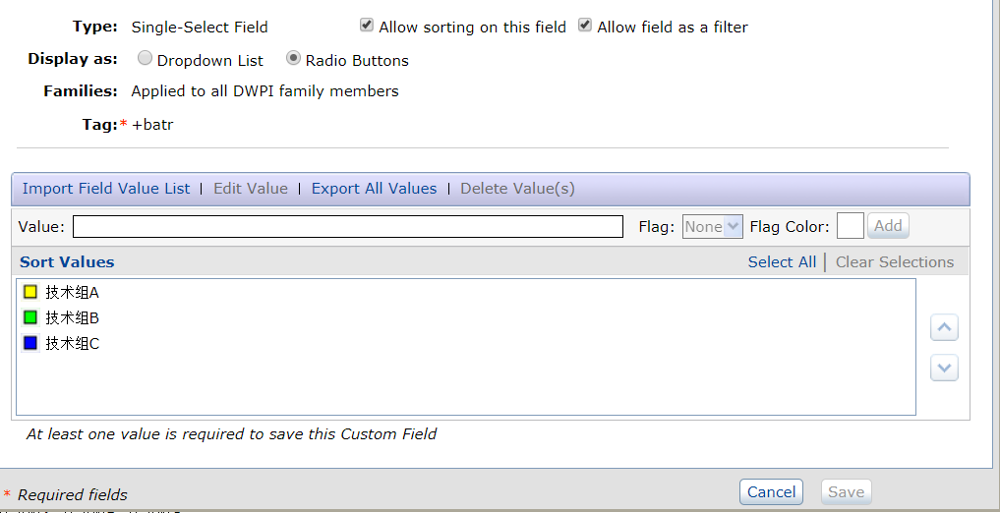 Type: Single-Select Field Allow sorting on this field Allow field as a filter
Display as: Dropdown List Radio Buttons
Families: Applied to all DWPI family members
Tag:* +batr
Import Field Value List | Edit Value | Export All Values | Delete Value(s)
Value: Flag: None Flag Color: Add
Sort Values Select All | Clear Selections
技术组A
技术组B
技术组C
At least one value is required to save this Custom Field
* Required fields Cancel Save